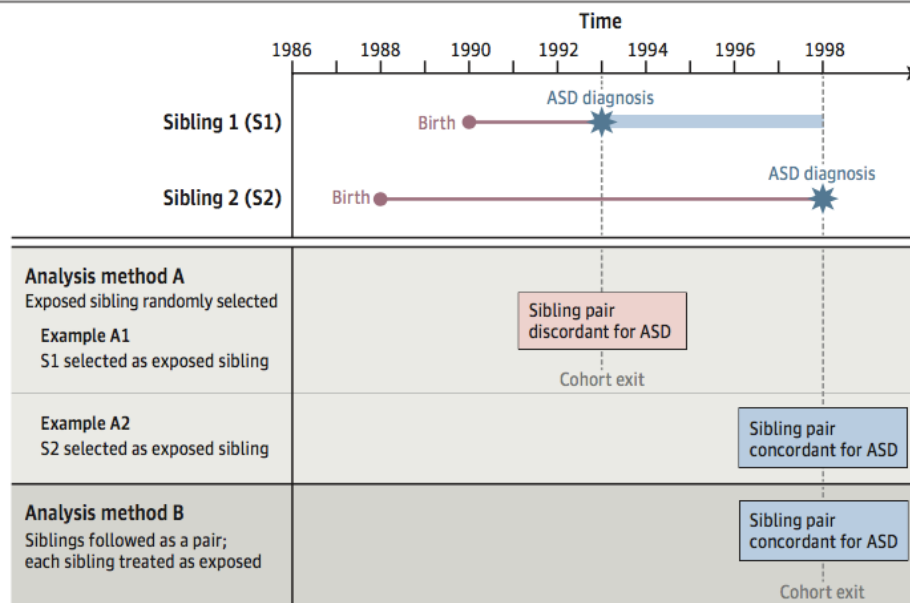 Time
1986 1988 1990 1992 1994 1996 1998
ASD diagnosis
Sibling 1 (S1)
Birth
ASD diagnosis
Sibling 2 (S2)
Birth
Analysis method A
Exposed sibling randomly selected
Example A1
S1 selected as exposed sibling
Sibling pair
discordant for ASD
Cohort exit
Example A2
S2 selected as exposed sibling
Sibling pair
concordant for ASD
Analysis method B
Siblings followed as a pair;
each sibling treated as exposed
Sibling pair
concordant for ASD
Cohort exit